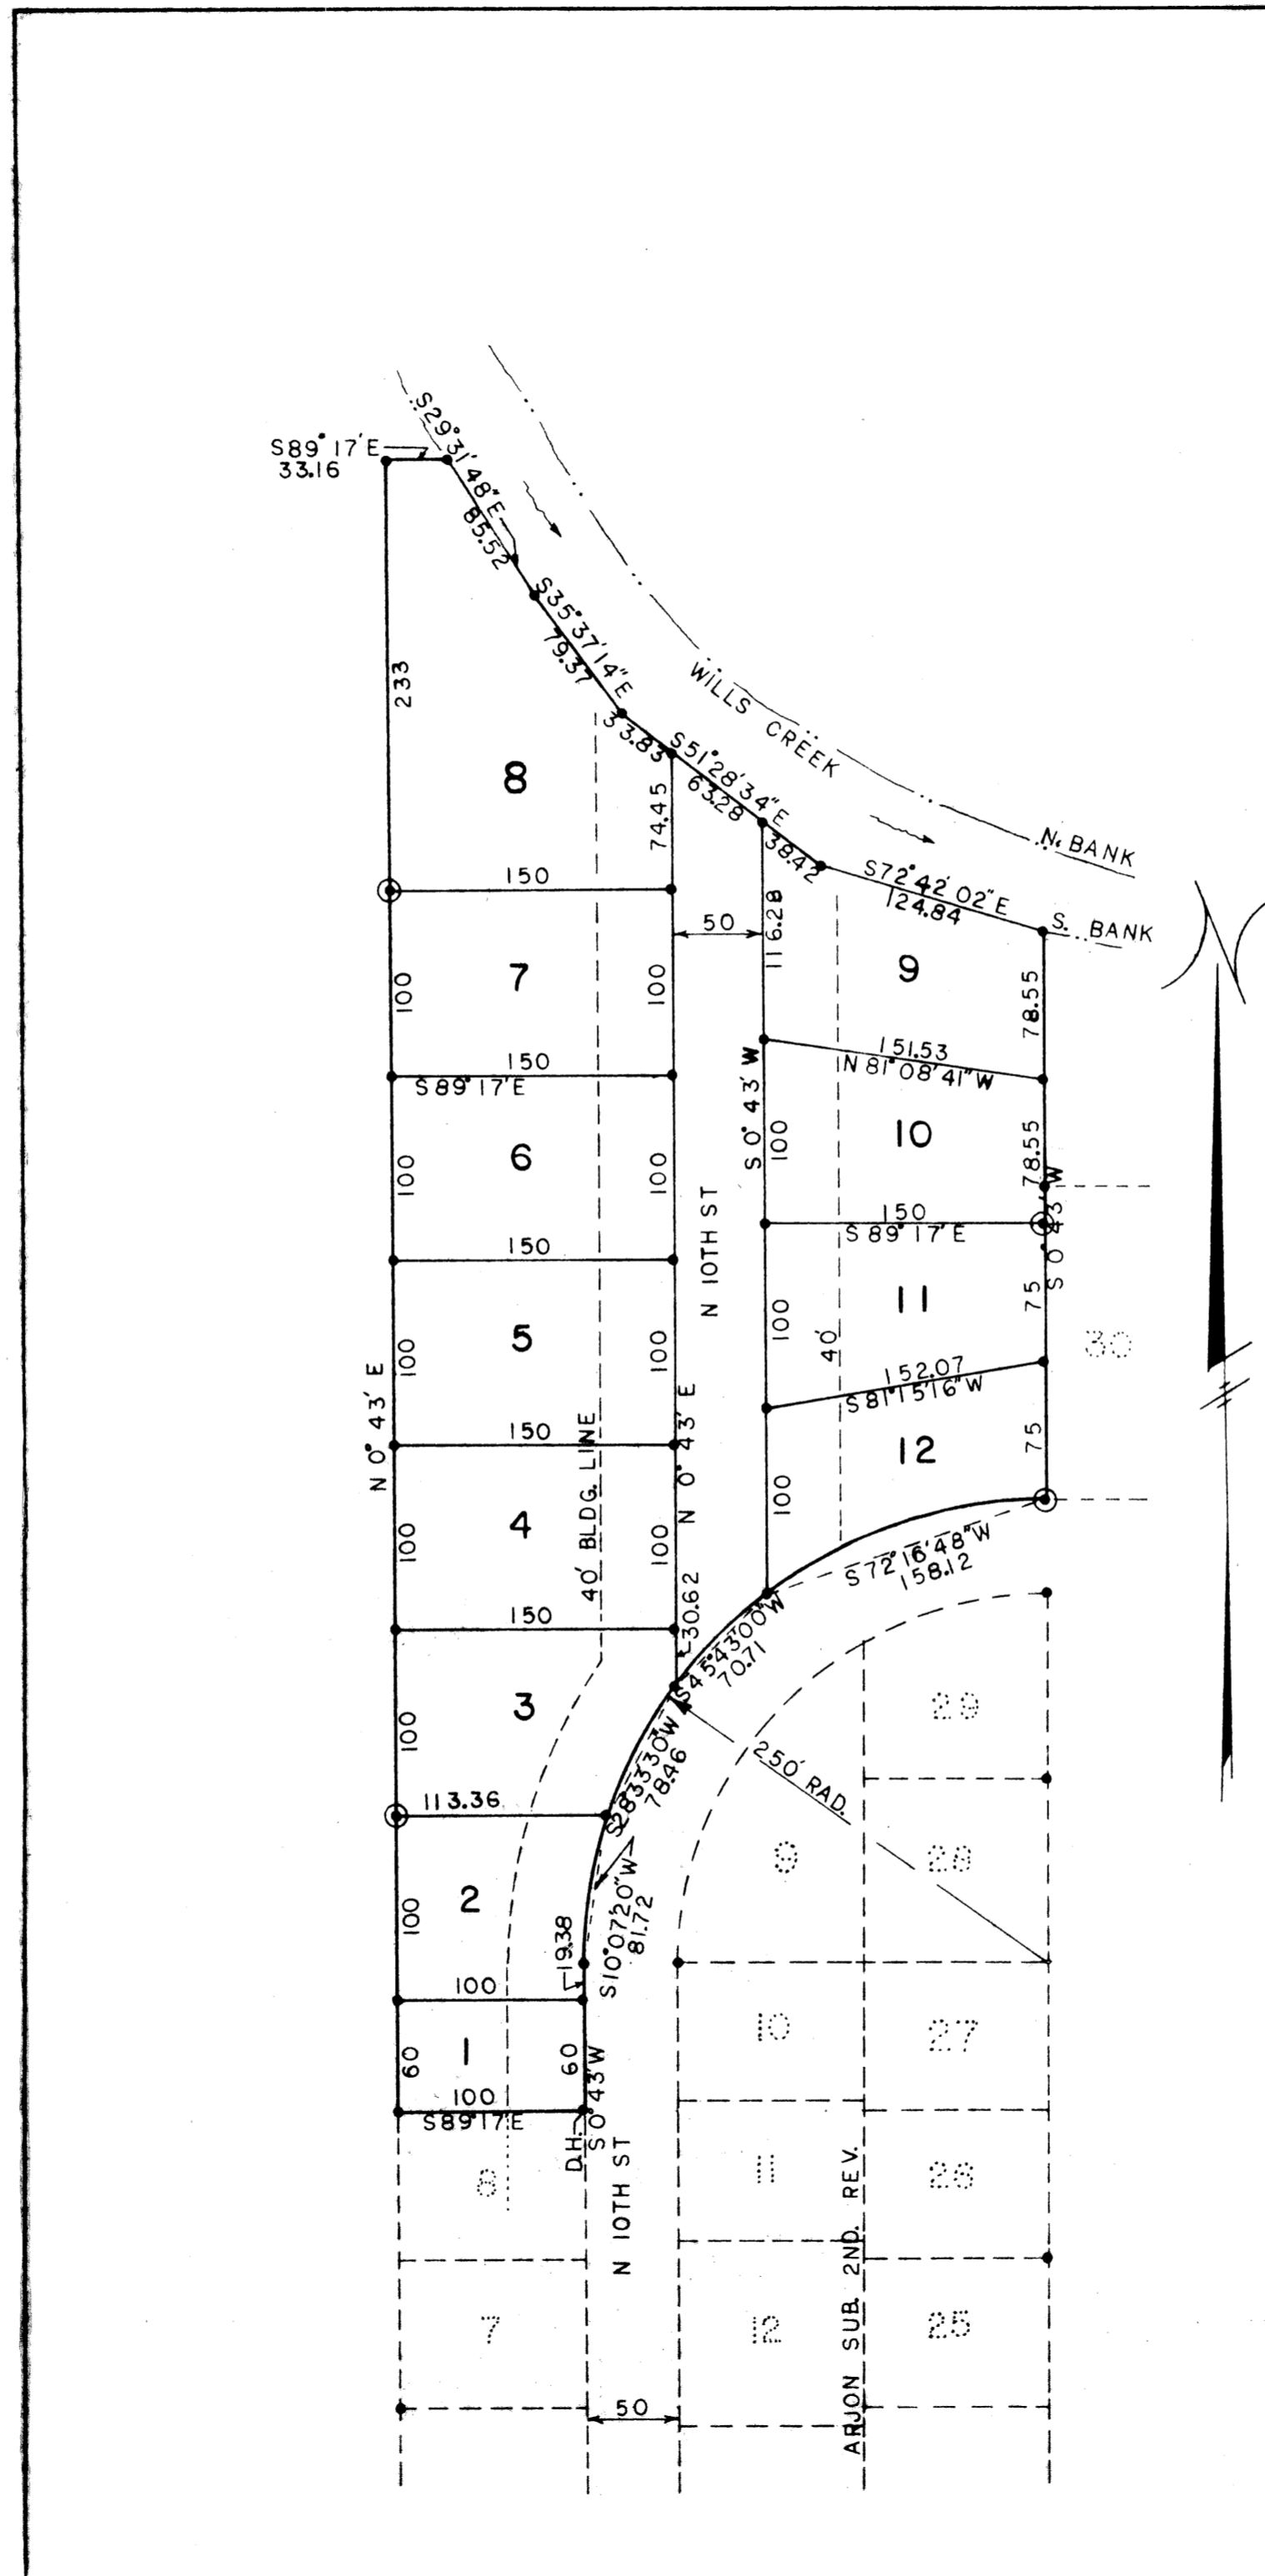 S29°31'48"E
85.52
S89°17'E
33.16
S35°37'14"E
79.37
233
WILLS CREEK
33.83
S51°28'34"E
63.28
8
74.45
38.42
N. BANK
S72°42'02"E
124.84
S. BANK
N
150
50
116.28
9
7
100
100
78.55
151.53
N 81°08'41"W
150
S89°17'E
S 0°43' W
6
100
100
100
10
78.55
N 10TH ST
150
S 89°17'E
S 0°43' W
150
5
100
100
100
11
75
30
40'
N 0°43' E
152.07
S81°15'16"W
N 0°43' E
150
40' BLDG. LINE
12
75
4
100
100
100
S72°16'48"W
158.12
150
30.62
S45°43'00"W
70.71
3
100
29
S28°33'30"W
78.46
250' RAD.
113.36
9
28
2
100
19.38
S10°07'20"W
81.72
100
10
27
1
60
60
100
S89°17'E
S 0°43'W
D.H.
8
N 10TH ST
11
26
7
12
25
ARJON SUB. 2ND. REV.
50